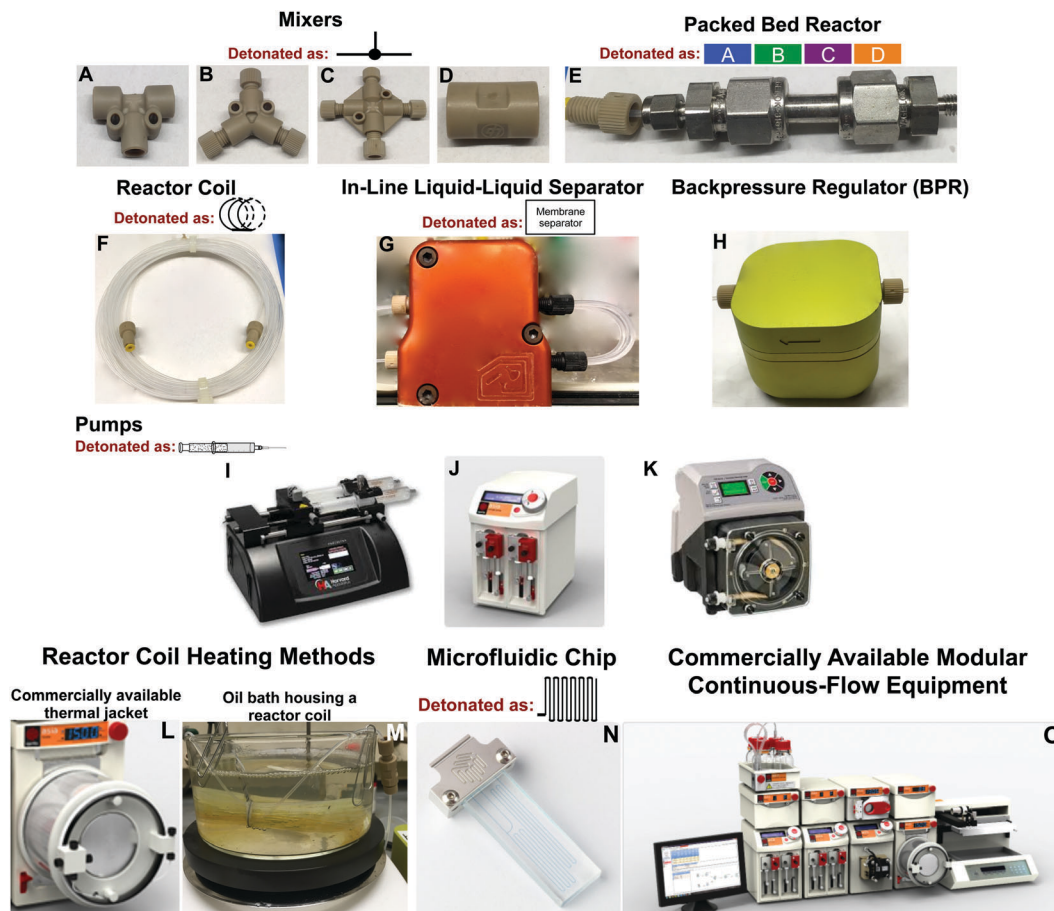 Mixers
Detonated as:
Packed Bed Reactor
Detonated as: A B C D
A
B
C
D
E
Reactor Coil
Detonated as:
In-Line Liquid-Liquid Separator
Detonated as:
Membrane
separator
Backpressure Regulator (BPR)
F
G
H
Pumps
Detonated as:
I
J
K
Reactor Coil Heating Methods
Commercially available
thermal jacket
Oil bath housing a
reactor coil
Microfluidic Chip
Detonated as:
Commercially Available Modular
Continuous-Flow Equipment
L
150.0
M
N
O